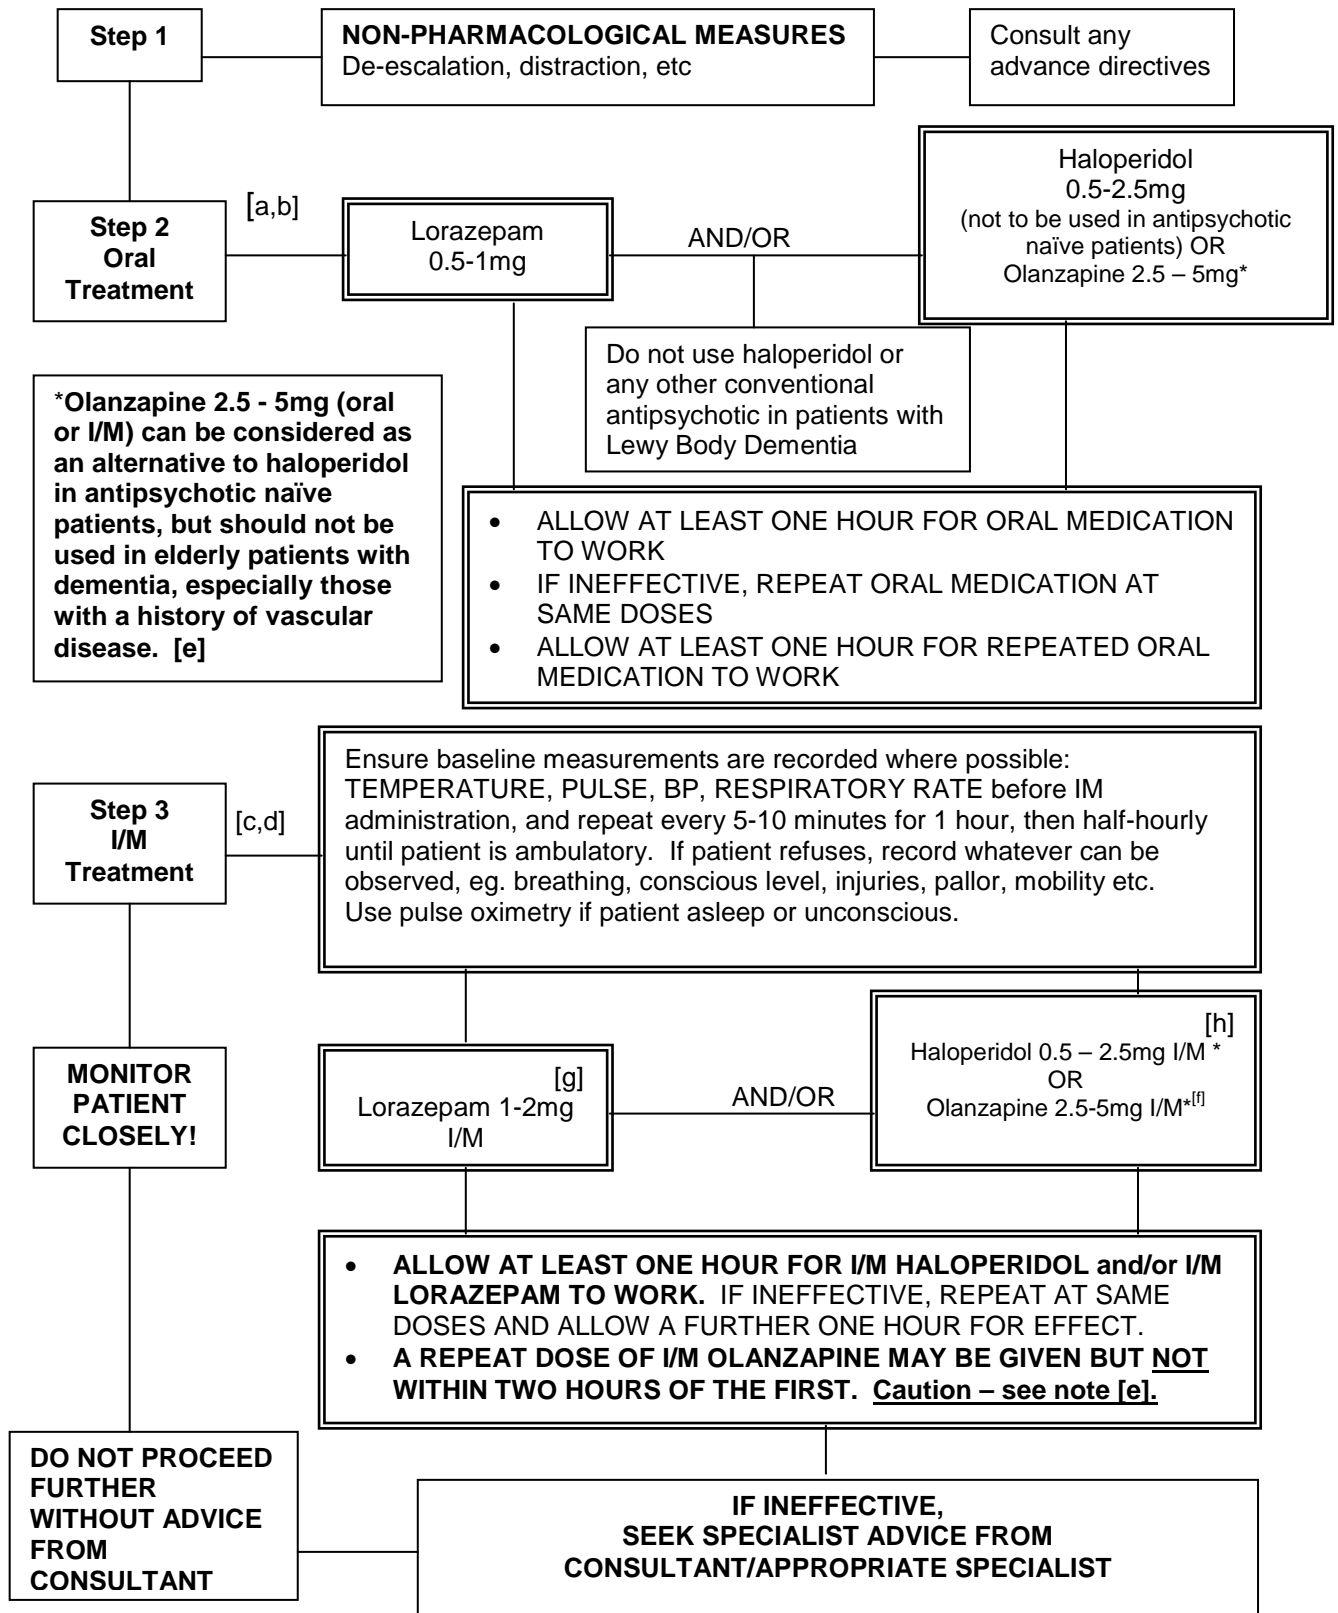 Step 1
NON-PHARMACOLOGICAL MEASURES
De-escalation, distraction, etc
Consult any
advance directives
Step 2
Oral
Treatment
[a,b]
Lorazepam
0.5-1mg
AND/OR
Haloperidol
0.5-2.5mg
(not to be used in antipsychotic
naïve patients) OR
Olanzapine 2.5 – 5mg*
Do not use haloperidol or
any other conventional
antipsychotic in patients with
Lewy Body Dementia
*Olanzapine 2.5 - 5mg (oral
or I/M) can be considered as
an alternative to haloperidol
in antipsychotic naïve
patients, but should not be
used in elderly patients with
dementia, especially those
with a history of vascular
disease.  [e]
• ALLOW AT LEAST ONE HOUR FOR ORAL MEDICATION
TO WORK
• IF INEFFECTIVE, REPEAT ORAL MEDICATION AT
SAME DOSES
• ALLOW AT LEAST ONE HOUR FOR REPEATED ORAL
MEDICATION TO WORK
Step 3
I/M
Treatment
[c,d]
Ensure baseline measurements are recorded where possible:
TEMPERATURE, PULSE, BP, RESPIRATORY RATE before IM
administration, and repeat every 5-10 minutes for 1 hour, then half-hourly
until patient is ambulatory.  If patient refuses, record whatever can be
observed, eg. breathing, conscious level, injuries, pallor, mobility etc.
Use pulse oximetry if patient asleep or unconscious.
MONITOR
PATIENT
CLOSELY!
[g]
Lorazepam 1-2mg
I/M
AND/OR
[h]
Haloperidol 0.5 – 2.5mg I/M *
OR
Olanzapine 2.5-5mg I/M*[f]
• ALLOW AT LEAST ONE HOUR FOR I/M HALOPERIDOL and/or I/M
LORAZEPAM TO WORK.  IF INEFFECTIVE, REPEAT AT SAME
DOSES AND ALLOW A FURTHER ONE HOUR FOR EFFECT.
• A REPEAT DOSE OF I/M OLANZAPINE MAY BE GIVEN BUT NOT
WITHIN TWO HOURS OF THE FIRST.  Caution – see note [e].
DO NOT PROCEED
FURTHER
WITHOUT ADVICE
FROM
CONSULTANT
IF INEFFECTIVE,
SEEK SPECIALIST ADVICE FROM
CONSULTANT/APPROPRIATE SPECIALIST